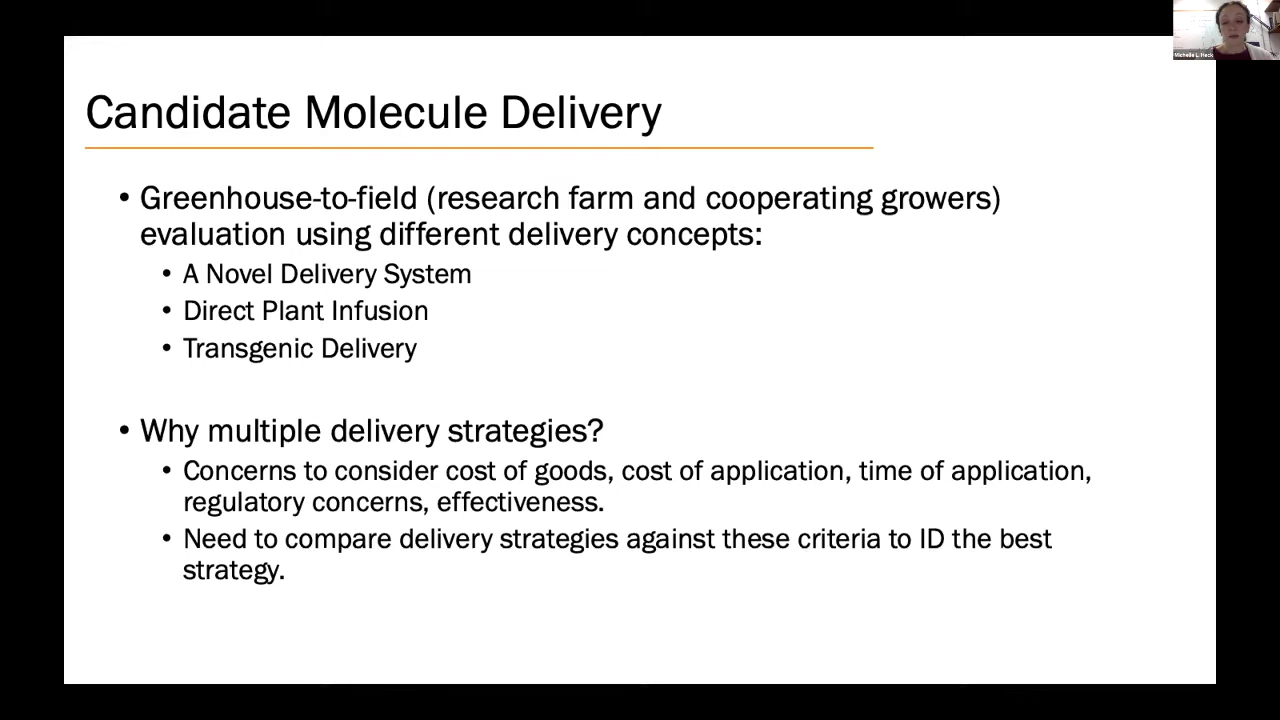 Michelle L. Heck
Candidate Molecule Delivery
• Greenhouse-to-field (research farm and cooperating growers)
evaluation using different delivery concepts:
• A Novel Delivery System
• Direct Plant Infusion
• Transgenic Delivery
• Why multiple delivery strategies?
• Concerns to consider cost of goods, cost of application, time of application,
regulatory concerns, effectiveness.
• Need to compare delivery strategies against these criteria to ID the best
strategy.